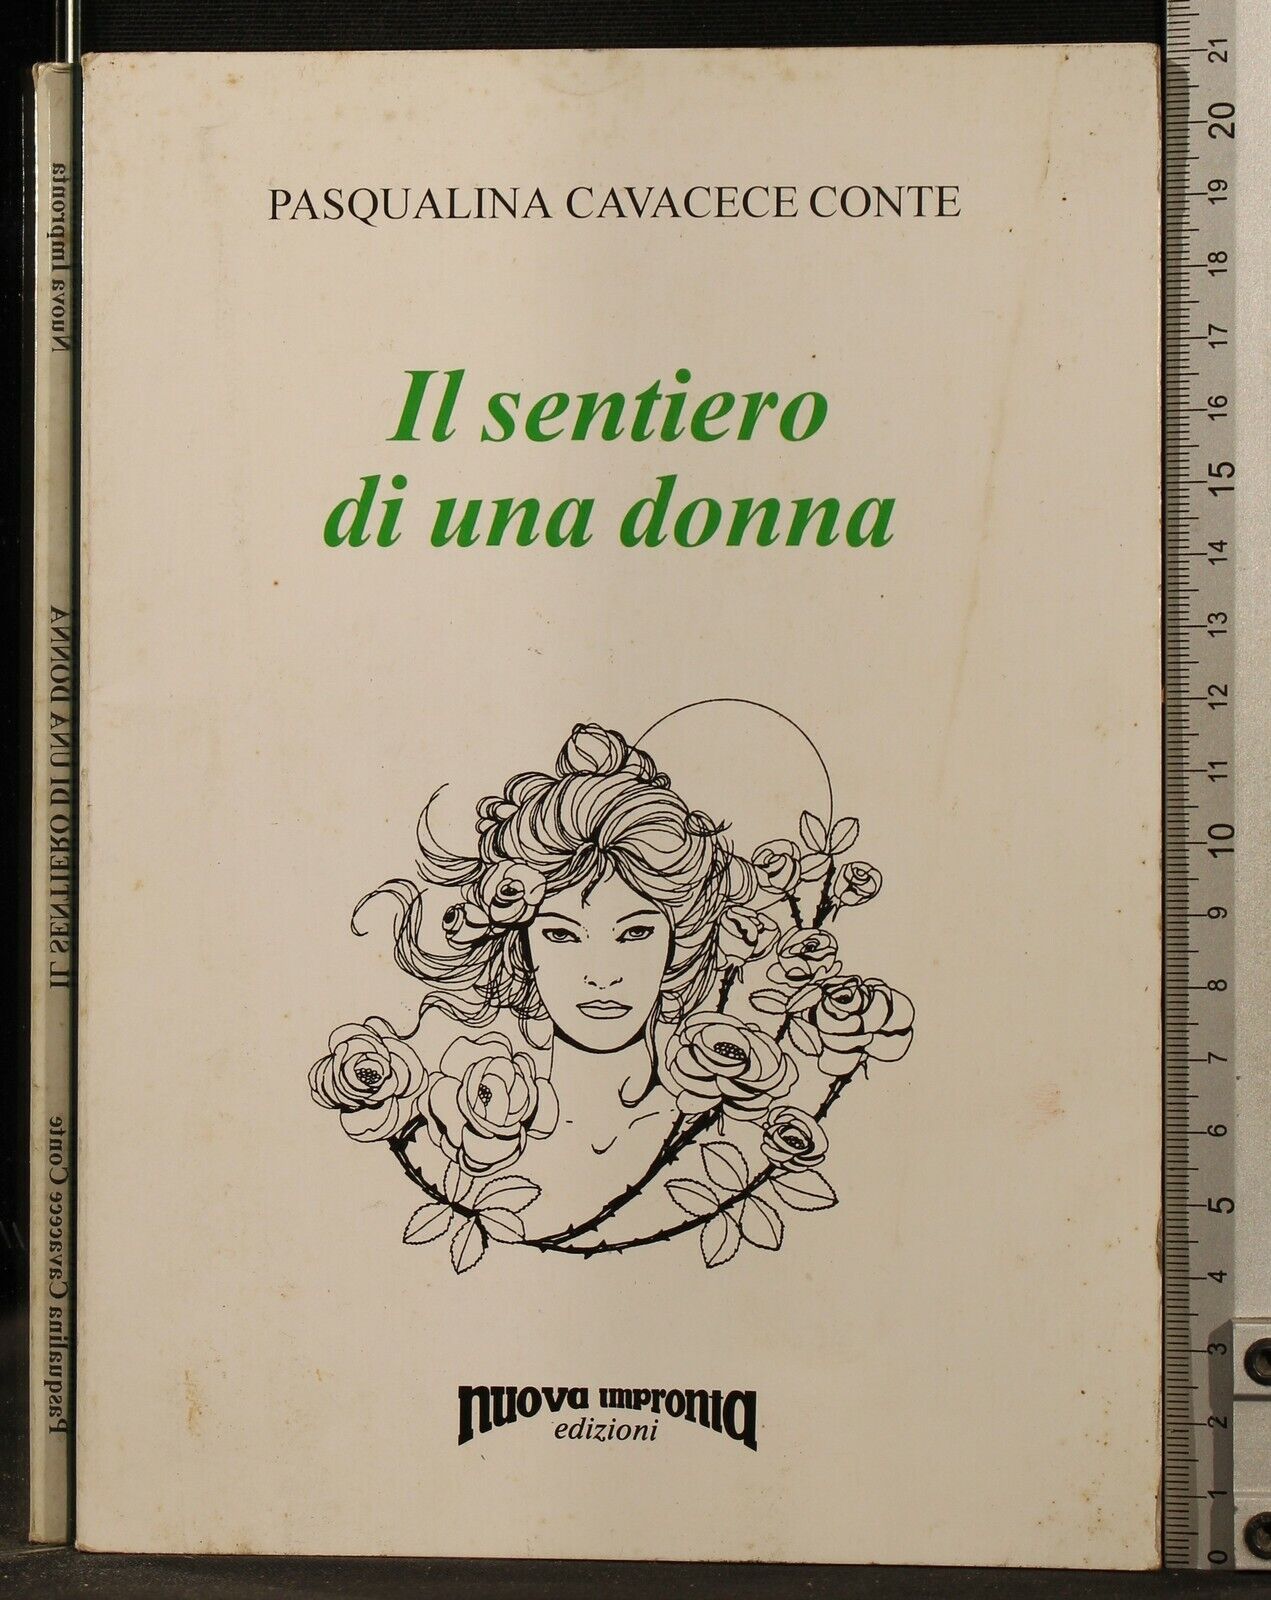 PASQUALINA CAVACECE CONTE
Il sentiero
di una donna
nuova impronta
edizioni
Pasqualina Cavacece Conte
IL SENTIERO DI UNA DONNA
Nuova Impronta
21
20
19
18
17
16
15
14
13
12
11
10
9
8
7
6
5
4
3
2
1
0